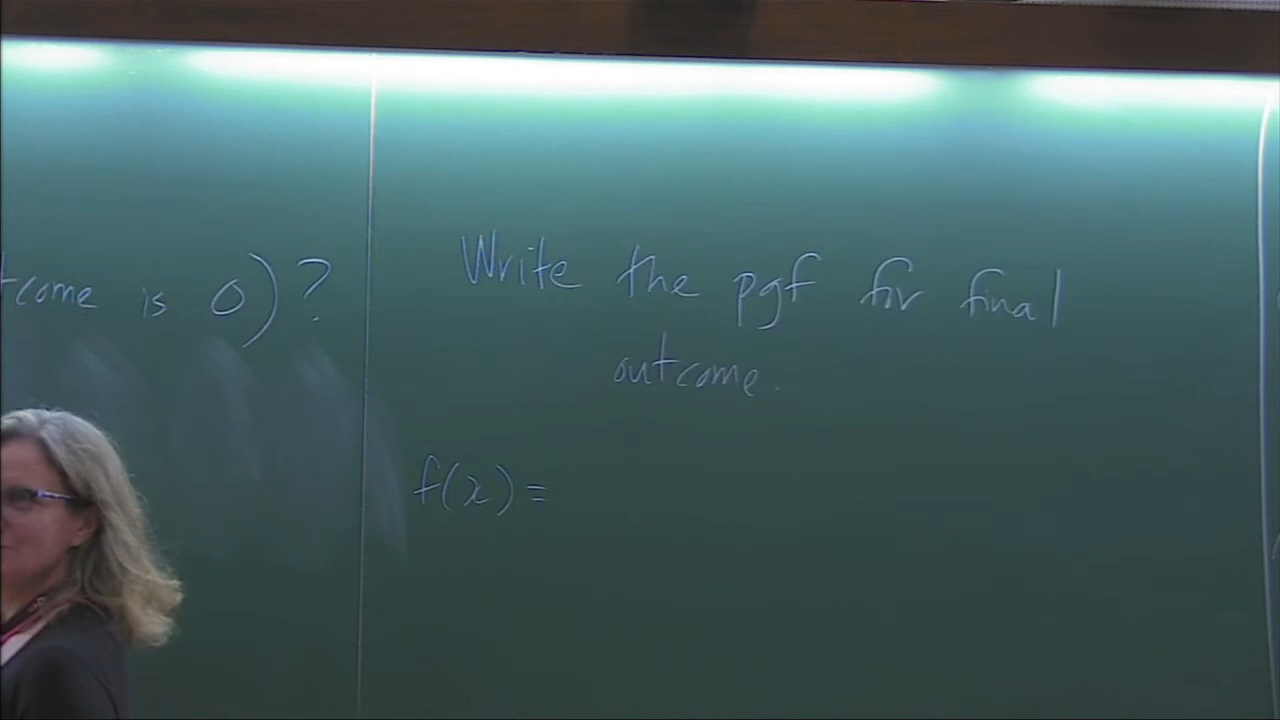 tcome is 0)?
Write the pgf for final
outcome.
f(x)=